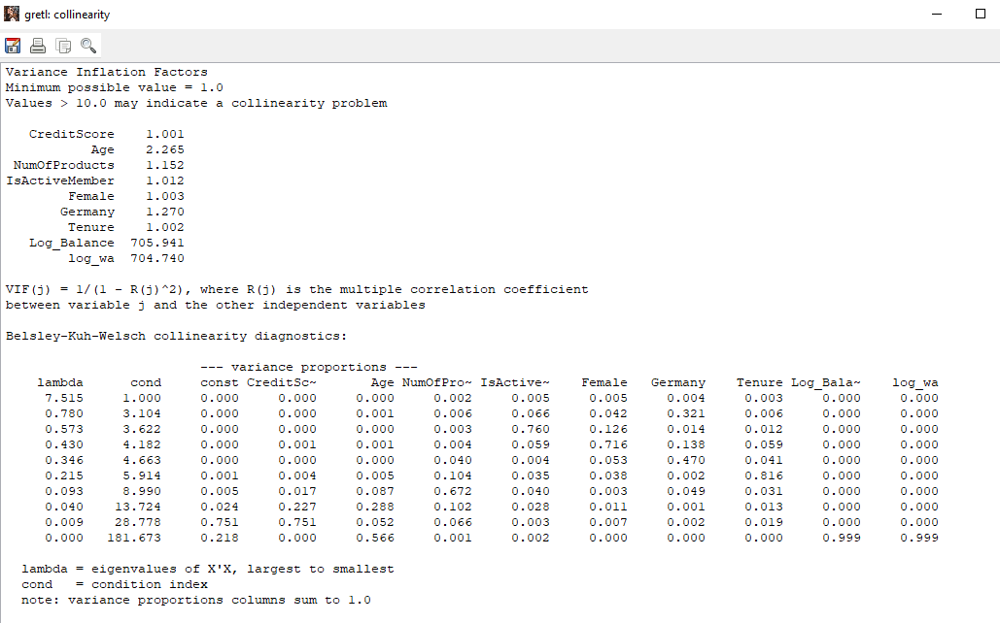 gretl: collinearity
Variance Inflation Factors
Minimum possible value = 1.0
Values > 10.0 may indicate a collinearity problem
CreditScore 1.001
Age 2.265
NumOfProducts 1.152
IsActiveMember 1.012
Female 1.003
Germany 1.270
Tenure 1.002
Log_Balance 705.941
log_wa 704.740
VIF(j) = 1/(1 - R(j)^2), where R(j) is the multiple correlation coefficient
between variable j and the other independent variables
Belsley-Kuh-Welsch collinearity diagnostics:
--- variance proportions ---
lambda cond const CreditSc~ Age NumOfPro~ IsActive~ Female Germany Tenure Log_Bala~ log_wa
7.515 1.000 0.000 0.000 0.000 0.002 0.005 0.005 0.004 0.003 0.000 0.000
0.780 3.104 0.000 0.000 0.001 0.006 0.066 0.042 0.321 0.006 0.000 0.000
0.573 3.622 0.000 0.000 0.000 0.003 0.760 0.126 0.014 0.012 0.000 0.000
0.430 4.182 0.000 0.001 0.001 0.004 0.059 0.716 0.138 0.059 0.000 0.000
0.346 4.663 0.000 0.000 0.000 0.040 0.004 0.053 0.470 0.041 0.000 0.000
0.215 5.914 0.001 0.004 0.005 0.104 0.035 0.038 0.002 0.816 0.000 0.000
0.093 8.990 0.005 0.017 0.087 0.672 0.040 0.003 0.049 0.031 0.000 0.000
0.040 13.724 0.024 0.227 0.288 0.102 0.028 0.011 0.001 0.013 0.000 0.000
0.009 28.778 0.751 0.751 0.052 0.066 0.003 0.007 0.002 0.019 0.000 0.000
0.000 181.673 0.218 0.000 0.566 0.001 0.002 0.000 0.000 0.000 0.999 0.999
lambda = eigenvalues of X'X, largest to smallest
cond = condition index
note: variance proportions columns sum to 1.0